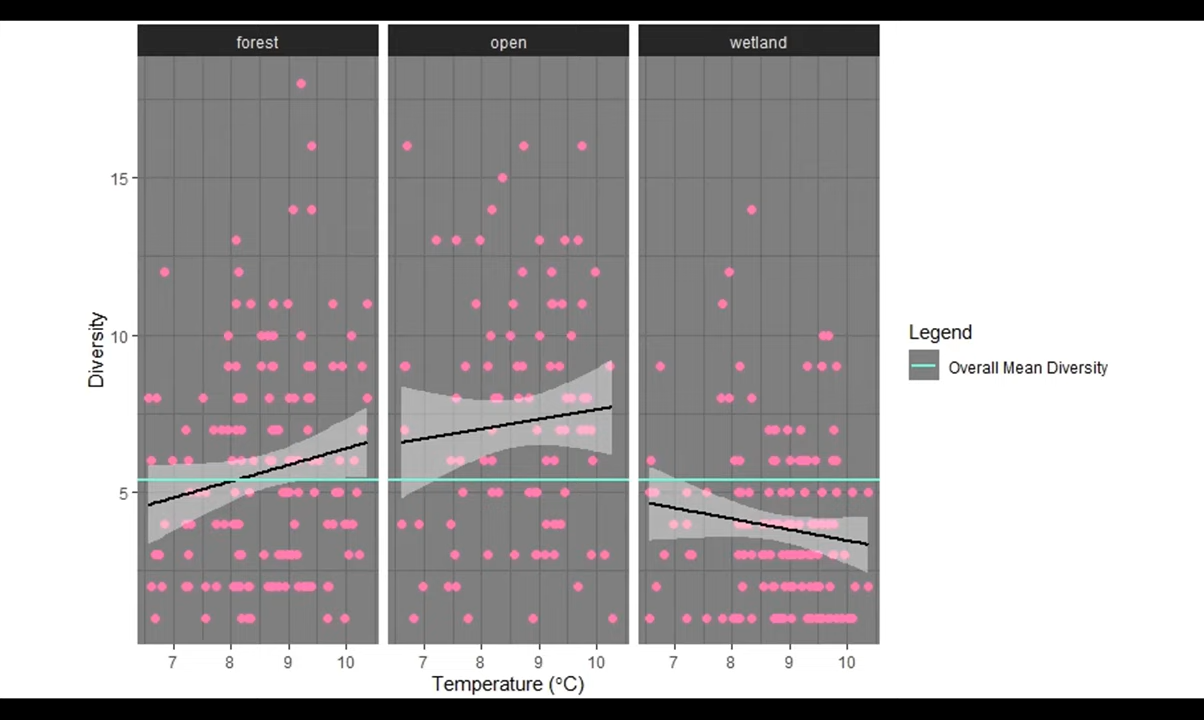 forest open wetland
15
10
5
Diversity
7 8 9 10 7 8 9 10 7 8 9 10
Temperature (°C)
Legend
Overall Mean Diversity